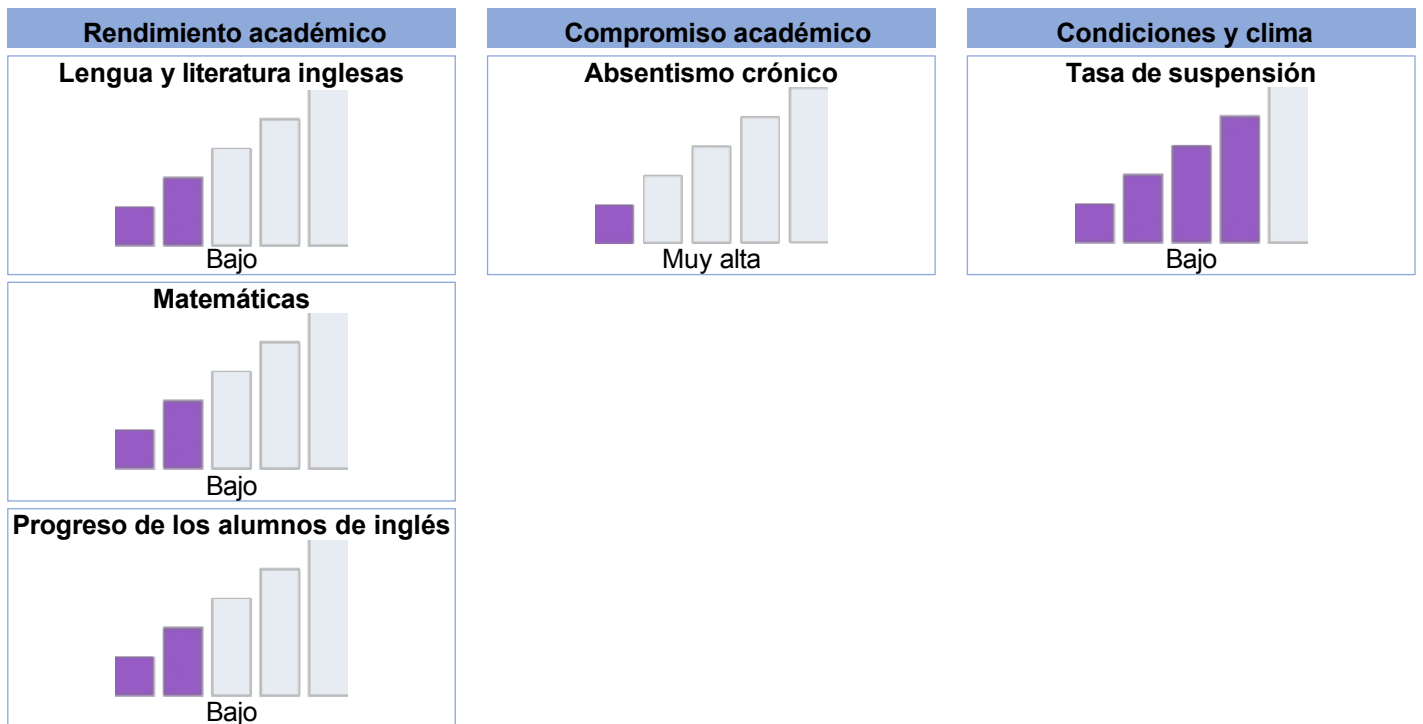 Rendimiento académico
Lengua y literatura inglesas
Bajo
Matemáticas
Bajo
Progreso de los alumnos de inglés
Bajo
Compromiso académico
Absentismo crónico
Muy alta
Condiciones y clima
Tasa de suspensión
Bajo